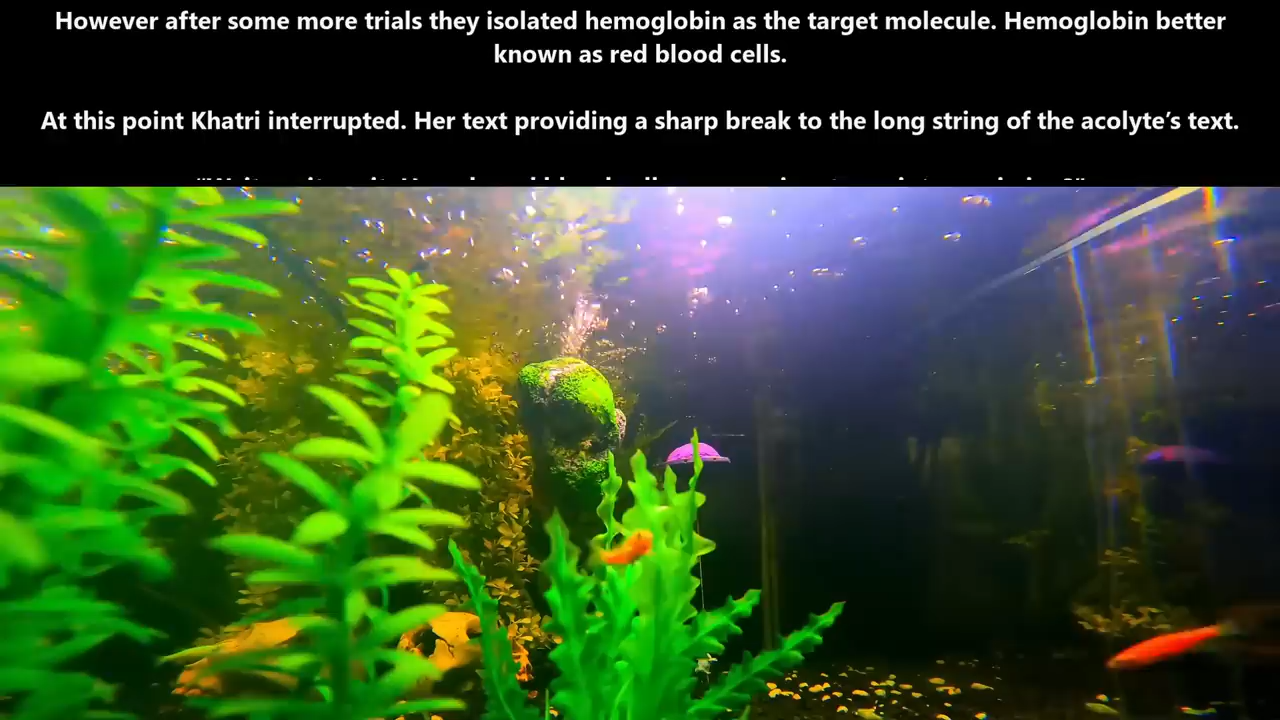 However after some more trials they isolated hemoglobin as the target molecule. Hemoglobin better
known as red blood cells.
At this point Khatri interrupted. Her text providing a sharp break to the long string of the acolyte’s text.